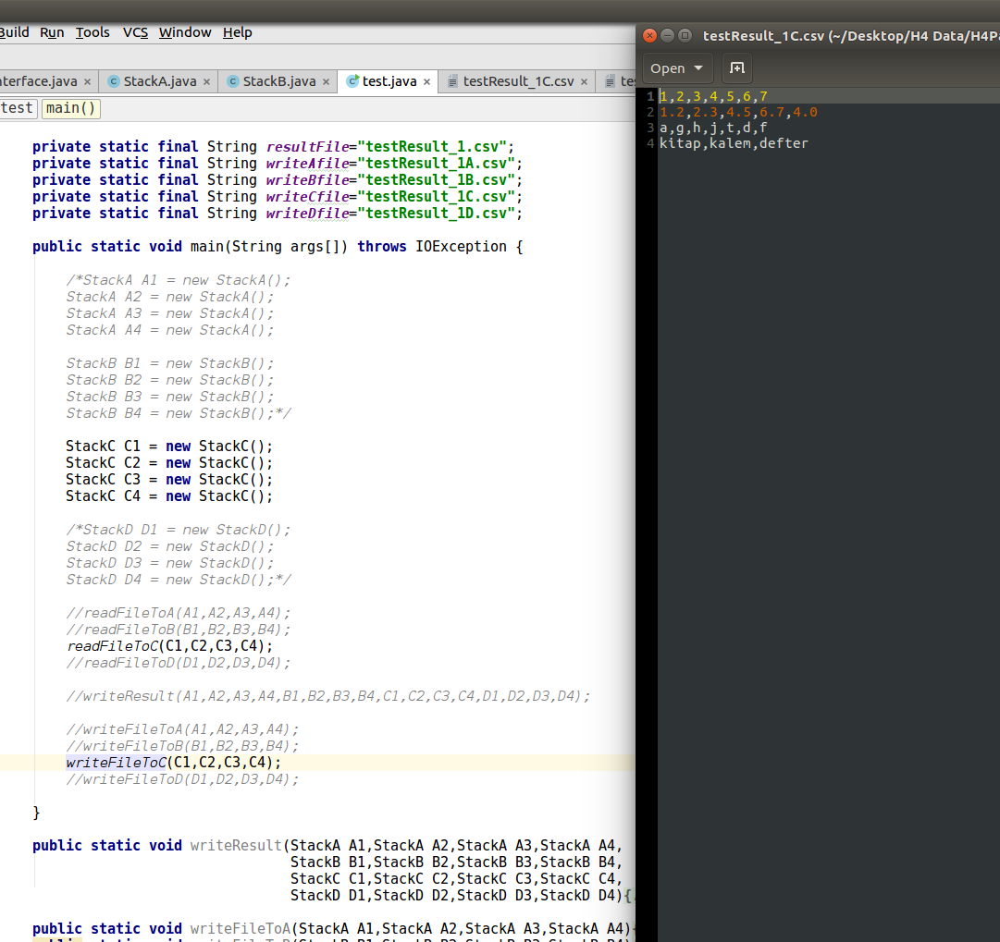 Build Run Tools VCS Window Help
nterface.java × StackA.java × StackB.java × test.java × testResult_1C.csv ×
test main()
private static final String resultFile="testResult_1.csv";
private static final String writeAfile="testResult_1A.csv";
private static final String writeBfile="testResult_1B.csv";
private static final String writeCfile="testResult_1C.csv";
private static final String writeDfile="testResult_1D.csv";
public static void main(String args[]) throws IOException {
/*StackA A1 = new StackA();
StackA A2 = new StackA();
StackA A3 = new StackA();
StackA A4 = new StackA();
StackB B1 = new StackB();
StackB B2 = new StackB();
StackB B3 = new StackB();
StackB B4 = new StackB();*/
StackC C1 = new StackC();
StackC C2 = new StackC();
StackC C3 = new StackC();
StackC C4 = new StackC();
/*StackD D1 = new StackD();
StackD D2 = new StackD();
StackD D3 = new StackD();
StackD D4 = new StackD();*/
//readFileToA(A1,A2,A3,A4);
//readFileToB(B1,B2,B3,B4);
readFileToC(C1,C2,C3,C4);
//readFileToD(D1,D2,D3,D4);
//writeResult(A1,A2,A3,A4,B1,B2,B3,B4,C1,C2,C3,C4,D1,D2,D3,D4);
//writeFileToA(A1,A2,A3,A4);
//writeFileToB(B1,B2,B3,B4);
writeFileToC(C1,C2,C3,C4);
//writeFileToD(D1,D2,D3,D4);
}
public static void writeResult(StackA A1,StackA A2,StackA A3,StackA A4,
StackB B1,StackB B2,StackB B3,StackB B4,
StackC C1,StackC C2,StackC C3,StackC C4,
StackD D1,StackD D2,StackD D3,StackD D4){
public static void writeFileToA(StackA A1,StackA A2,StackA A3,StackA A4){
testResult_1C.csv (~/Desktop/H4 Data/H4Pa
Open
1 1,2,3,4,5,6,7
2 1.2,2.3,4.5,6.7,4.0
3 a,g,h,j,t,d,f
4 kitap,kalem,defter